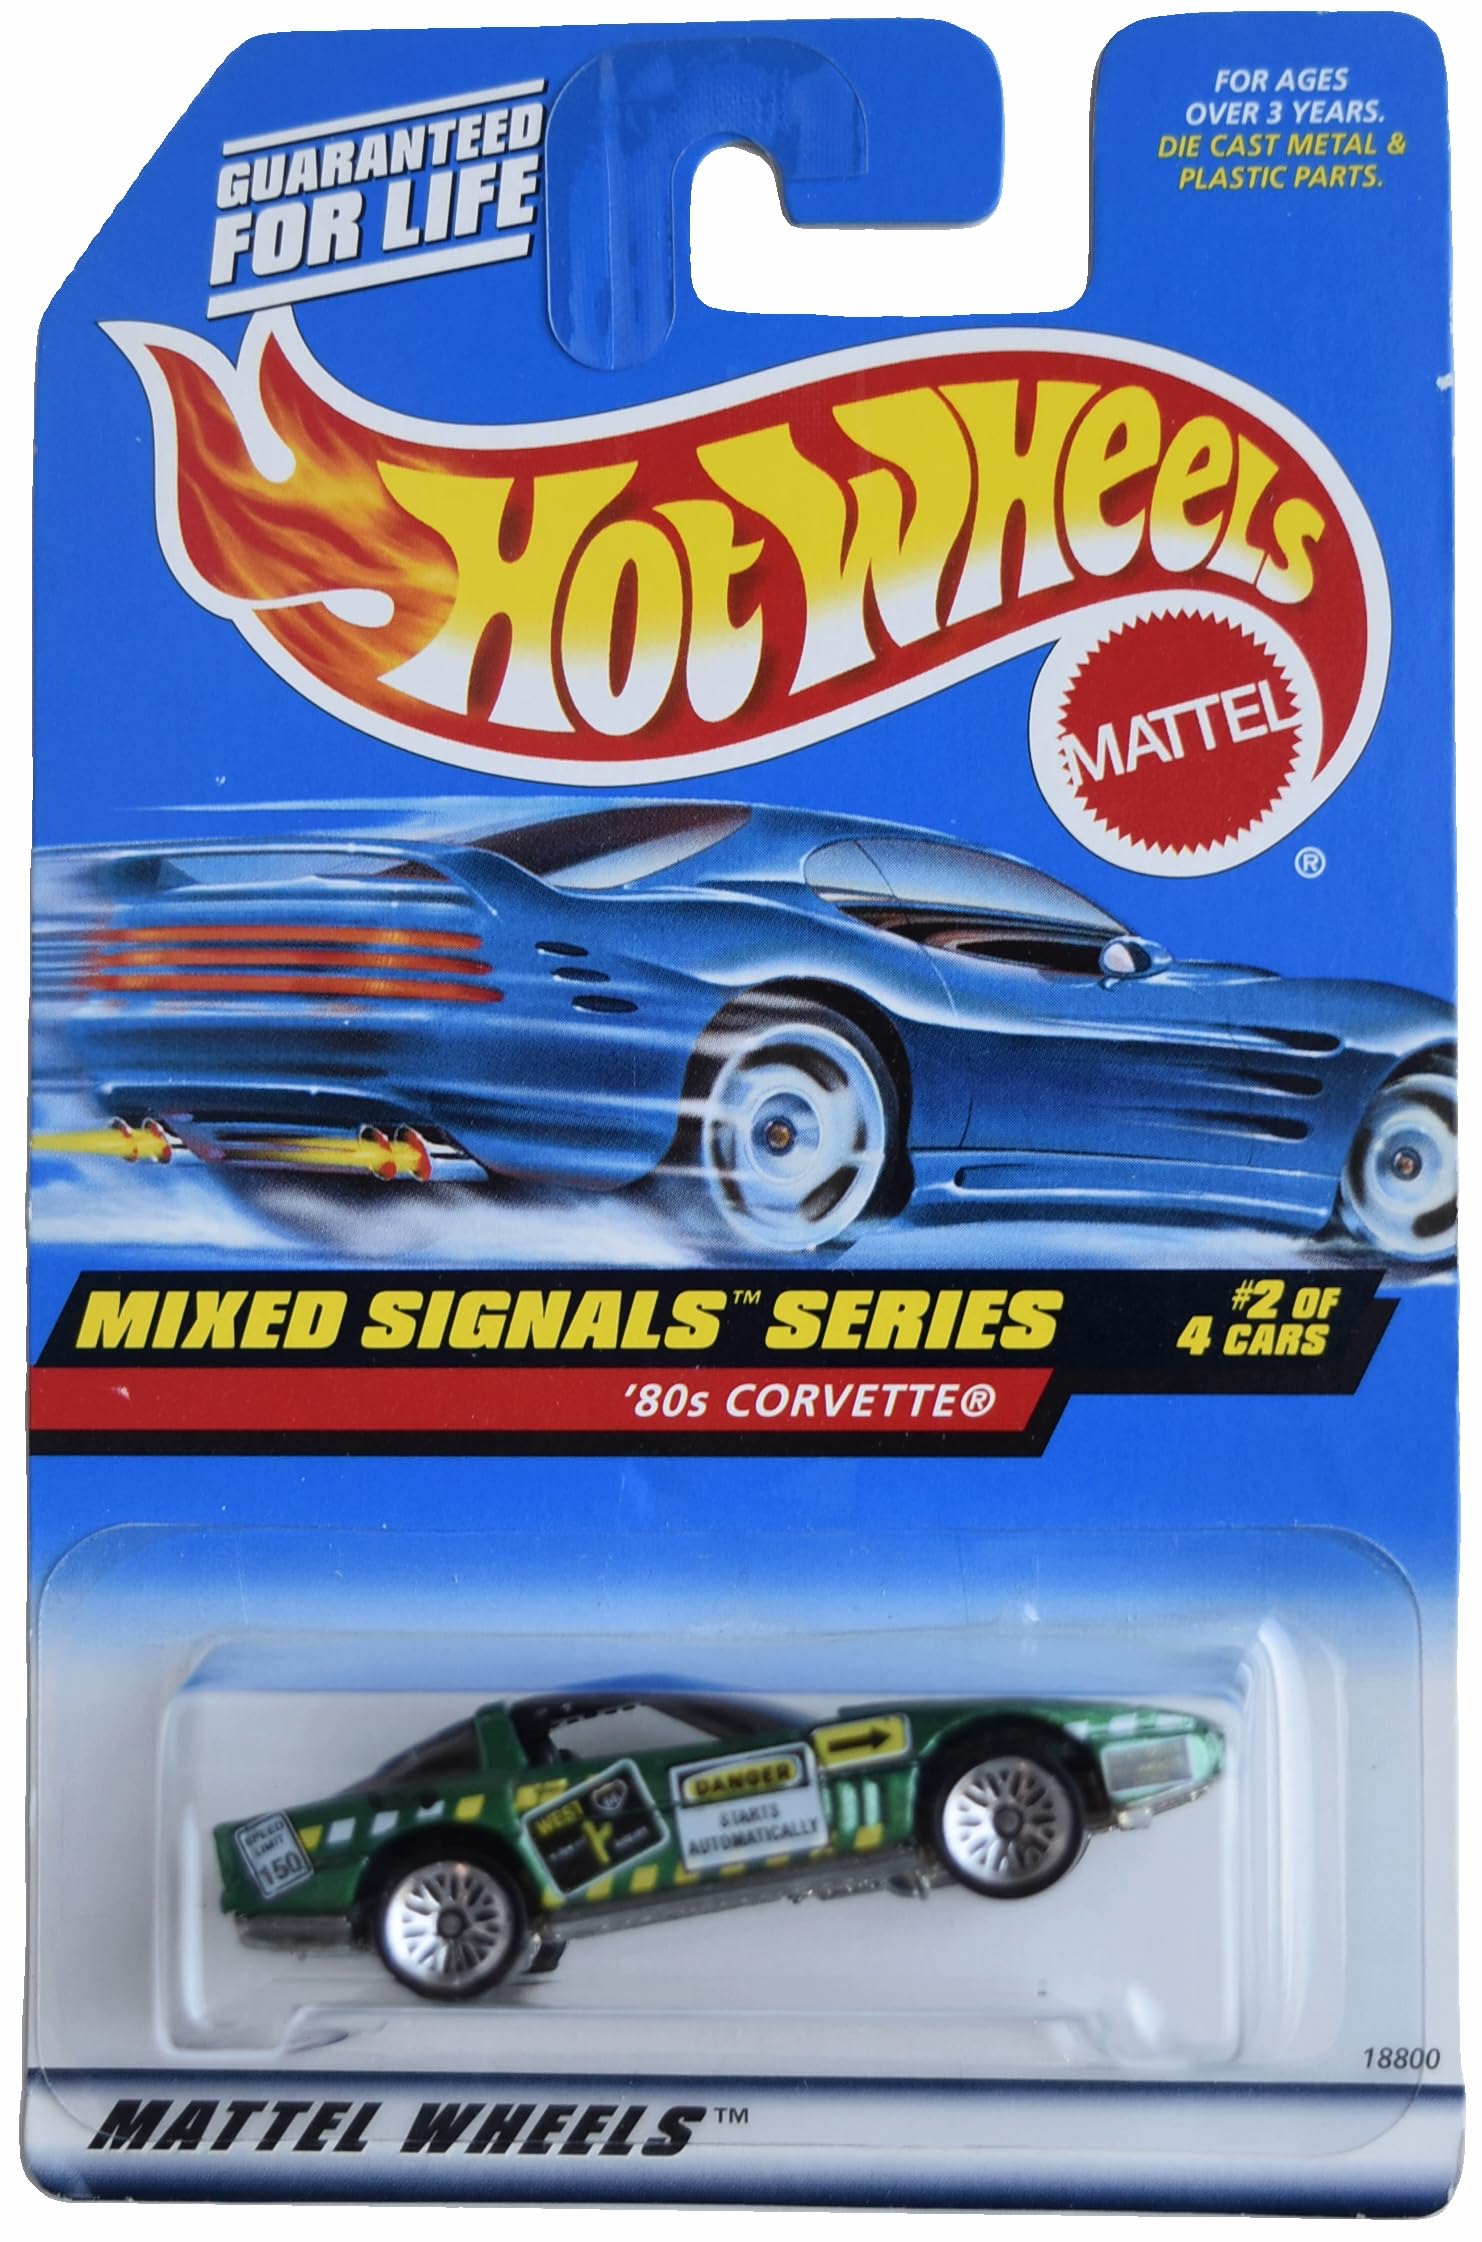 GUARANTEED
FOR LIFE
FOR AGES
OVER 3 YEARS.
DIE CAST METAL &
PLASTIC PARTS.
HOT WHEELS
MATTEL
®
MIXED SIGNALS™ SERIES
#2 OF
4 CARS
'80s CORVETTE®
SPEED
LIMIT
150
WEST
DANGER
STARTS
AUTOMATICALLY
18800
MATTEL WHEELS™